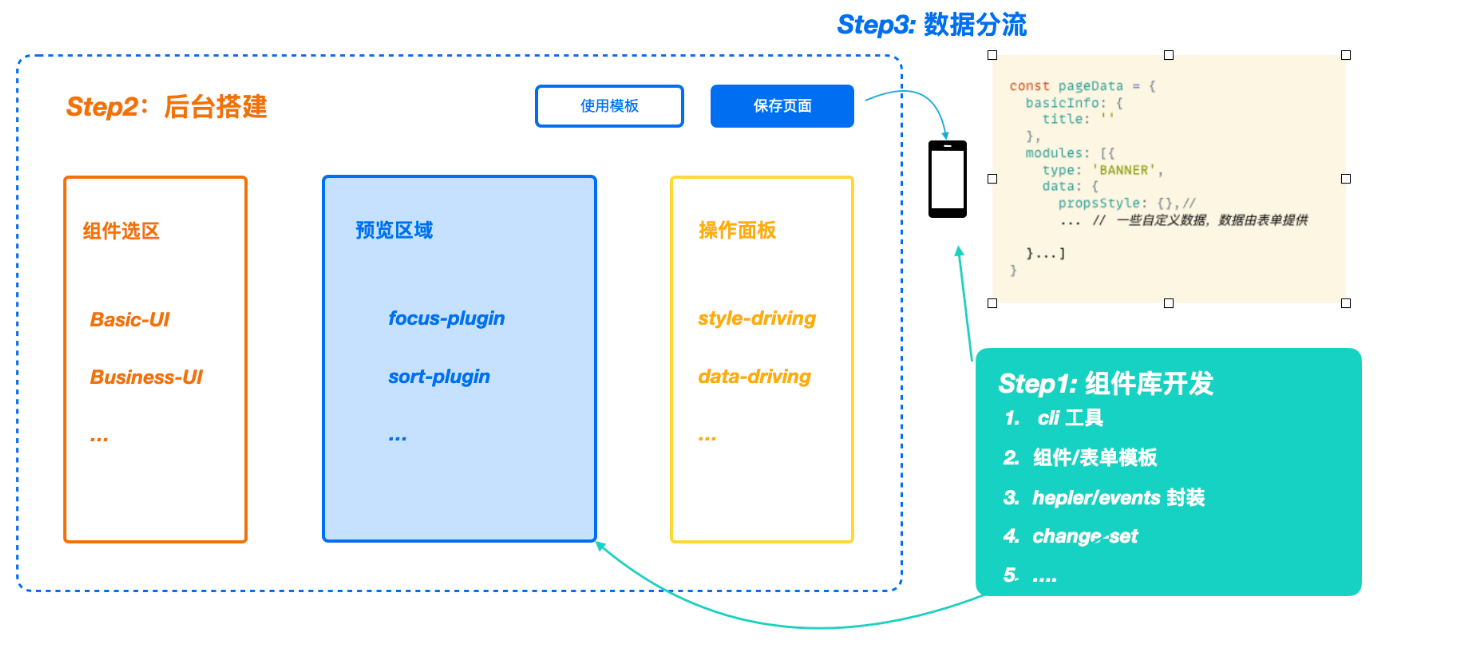 Step3: 数据分流
Step2：后台搭建
使用模板
保存页面
组件选区
Basic-UI
Business-UI
...
预览区域
focus-plugin
sort-plugin
...
操作面板
style-driving
data-driving
...
const pageData = {
basicInfo: {
title: ''
},
modules: [{
type: 'BANNER',
data: {
propsStyle: {},//
... // 一些自定义数据，数据由表单提供
}...]
}
Step1: 组件库开发
1. cli 工具
2. 组件/表单模板
3. hepler/events 封装
4. change-set
5. ....